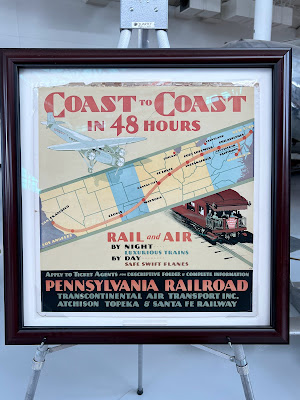 COAST TO COAST
IN 48 HOURS
LOS ANGELES
RAIL and AIR
BY NIGHT
LUXURIOUS TRAINS
BY DAY
SAFE SWIFT PLANES
APPLY TO TICKET AGENTS FOR DESCRIPTIVE FOLDER & COMPLETE INFORMATION
PENNSYLVANIA RAILROAD
TRANSCONTINENTAL AIR TRANSPORT INC.
ATCHISON TOPEKA & SANTA FE RAILWAY